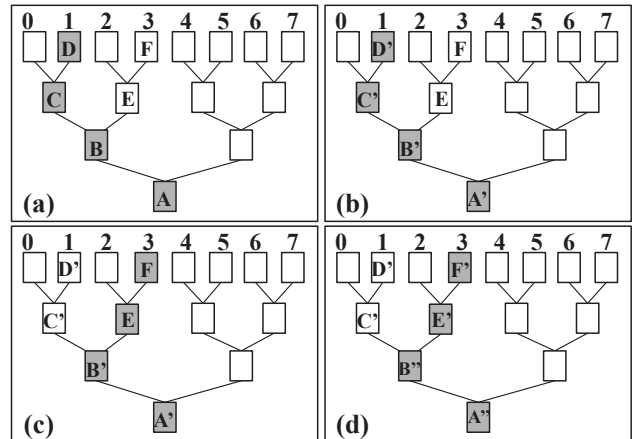 0 1 2 3 4 5 6 7
D F
C E
B
A
(a)
0 1 2 3 4 5 6 7
D’ F
C’ E
B’
A’
(b)
0 1 2 3 4 5 6 7
D’ F
C’ E
B’
A’
(c)
0 1 2 3 4 5 6 7
D’ F’
C’ E’
B’’
A’’
(d)